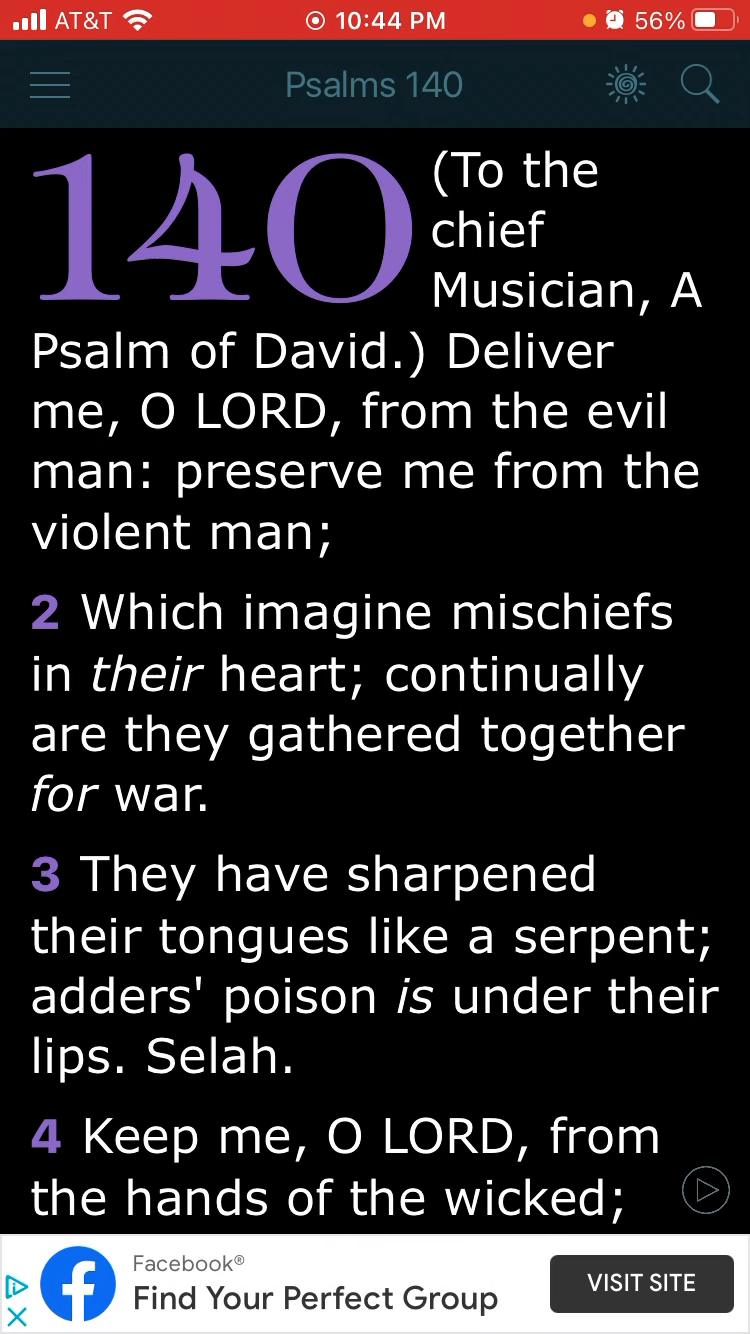 AT&T 10:44 PM 56%
Psalms 140
140 (To the
chief
Musician, A
Psalm of David.) Deliver
me, O LORD, from the evil
man: preserve me from the
violent man;
2 Which imagine mischiefs
in their heart; continually
are they gathered together
for war.
3 They have sharpened
their tongues like a serpent;
adders' poison is under their
lips. Selah.
4 Keep me, O LORD, from
the hands of the wicked;
Facebook®
Find Your Perfect Group
VISIT SITE